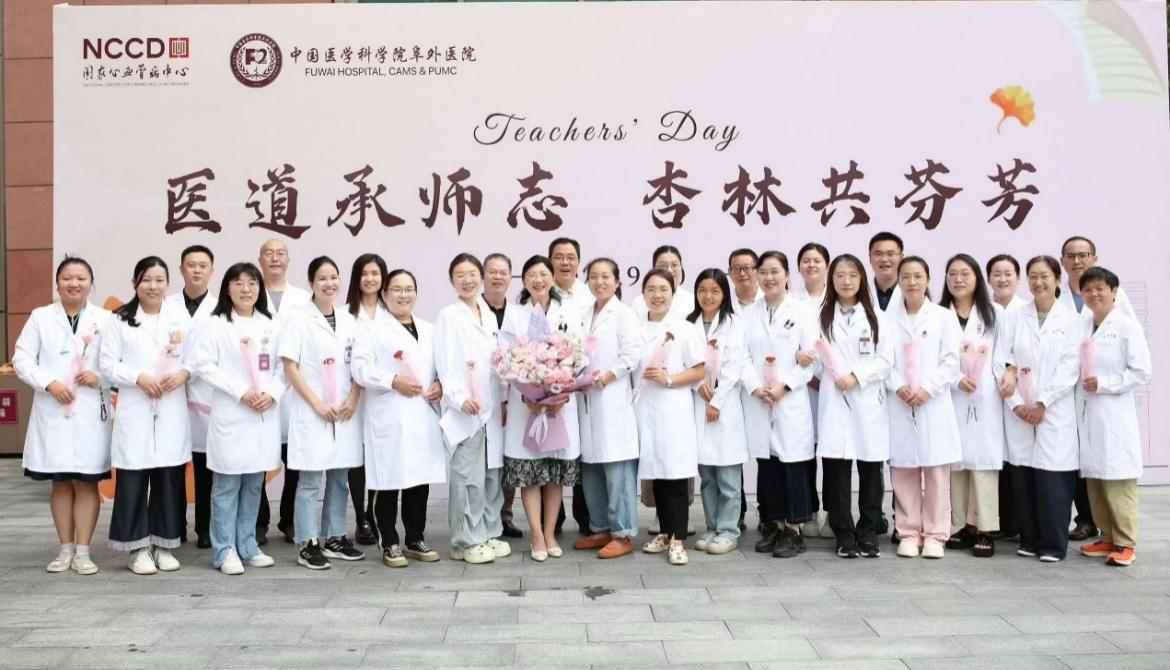 NCCD
国家心血管病中心
NATIONAL CENTER FOR CARDIOVASCULAR DISEASES
中国医学科学院阜外医院
FUWAI HOSPITAL, CAMS & PUMC
Teachers' Day
医道承师志 杏林共芬芳